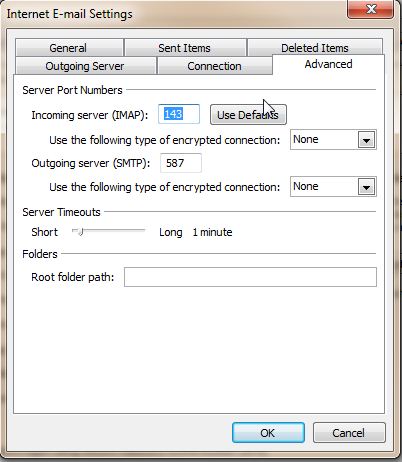 Internet E-mail Settings
General Sent Items Deleted Items
Outgoing Server Connection Advanced
Server Port Numbers
Incoming server (IMAP): 143 Use Defaults
Use the following type of encrypted connection: None
Outgoing server (SMTP): 587
Use the following type of encrypted connection: None
Server Timeouts
Short Long 1 minute
Folders
Root folder path:
OK Cancel